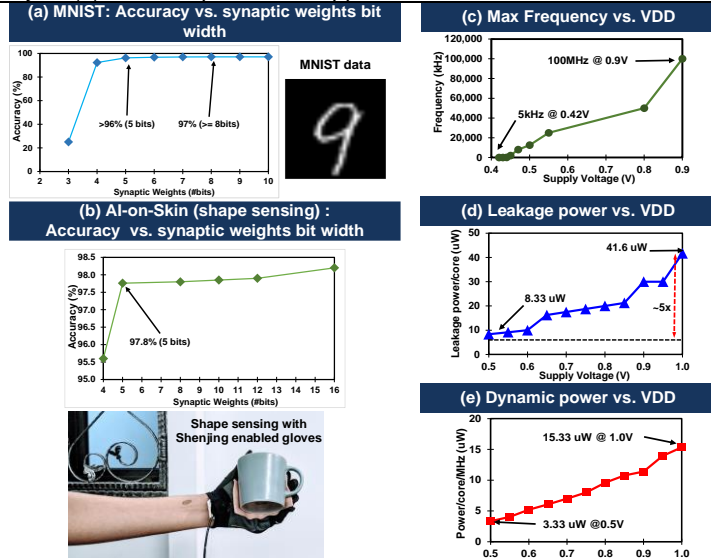 (a) MNIST: Accuracy vs. synaptic weights bit
width
100
80
60
40
20
0
Accuracy (%)
>96% (5 bits)
97% (>= 8bits)
2 3 4 5 6 7 8 9 10
Synaptic Weights (#bits)
MNIST data
9
(b) AI-on-Skin (shape sensing) :
Accuracy vs. synaptic weights bit width
98.5
98.0
97.5
97.0
96.5
96.0
95.5
95.0
Accuracy (%)
97.8% (5 bits)
4 5 6 7 8 9 10 11 12 13 14 15 16
Synaptic Weights (#bits)
Shape sensing with
Shenjing enabled gloves
(c) Max Frequency vs. VDD
120,000
100,000
80,000
60,000
40,000
20,000
0
Frequency (kHz)
100MHz @ 0.9V
5kHz @ 0.42V
0.4 0.5 0.6 0.7 0.8 0.9
Supply Voltage (V)
(d) Leakage power vs. VDD
50
40
30
20
10
0
Leakage power/core (uW)
41.6 uW
8.33 uW
~5x
0.5 0.6 0.7 0.8 0.9 1.0
Supply Voltage (V)
(e) Dynamic power vs. VDD
20
15
10
5
0
Power/core/MHz (uW)
15.33 uW @ 1.0V
3.33 uW @0.5V
0.5 0.6 0.7 0.8 0.9 1.0